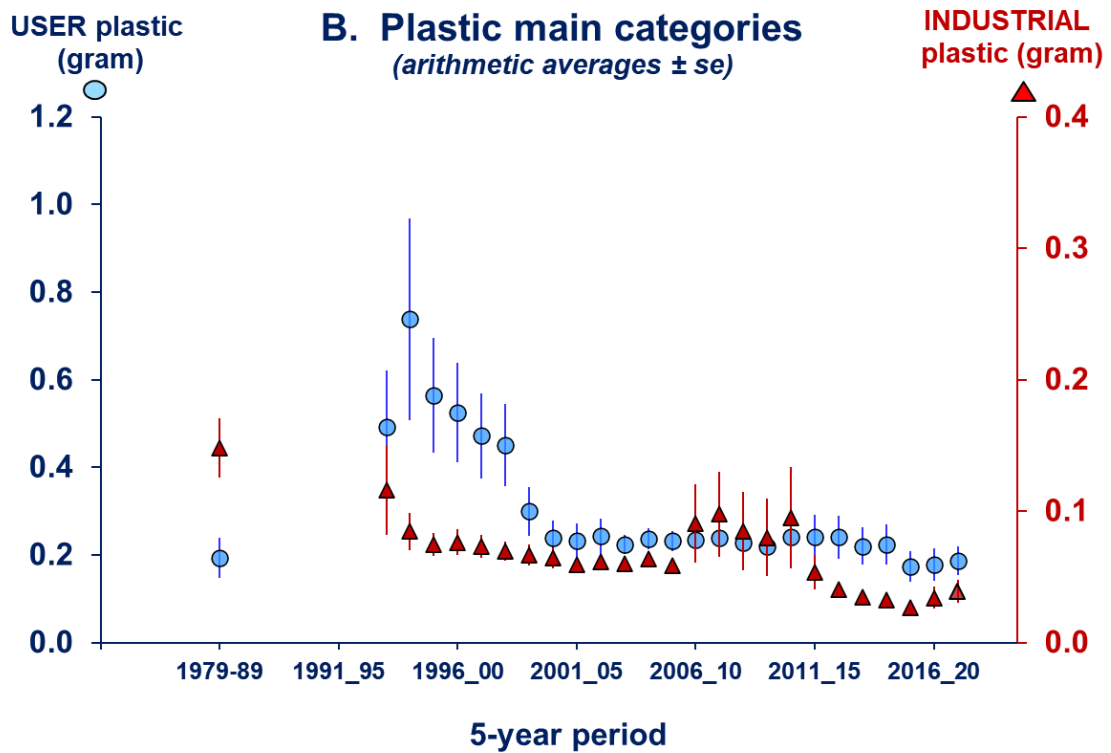 USER plastic
(gram)
B. Plastic main categories
(arithmetic averages ± se)
INDUSTRIAL
plastic (gram)
1.2
1.0
0.8
0.6
0.4
0.2
0.0
0.4
0.3
0.2
0.1
0.0
1979-89
1991_95
1996_00
2001_05
2006_10
2011_15
2016_20
5-year period